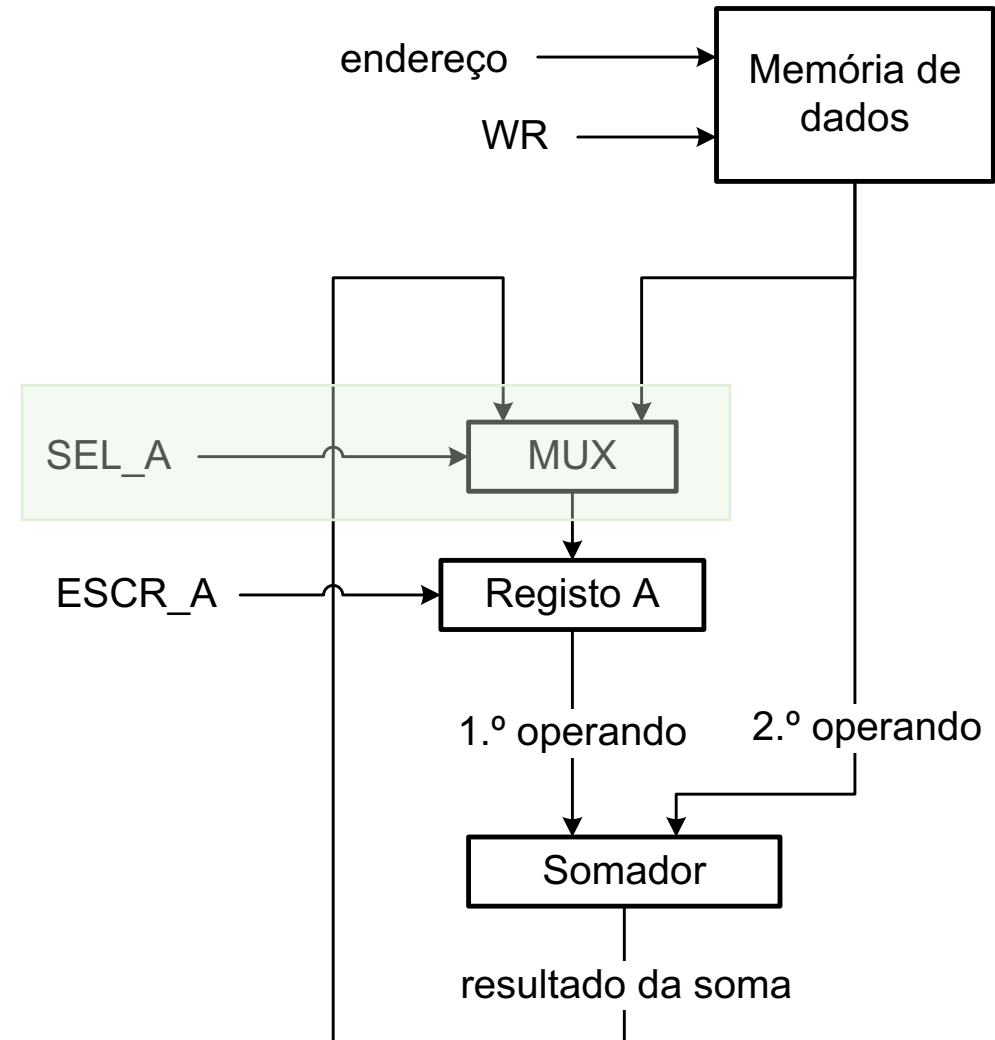 endereço
Memória de
dados
WR
SEL_A
MUX
ESCR_A
Registo A
1.º operando
2.º operando
Somador
resultado da soma